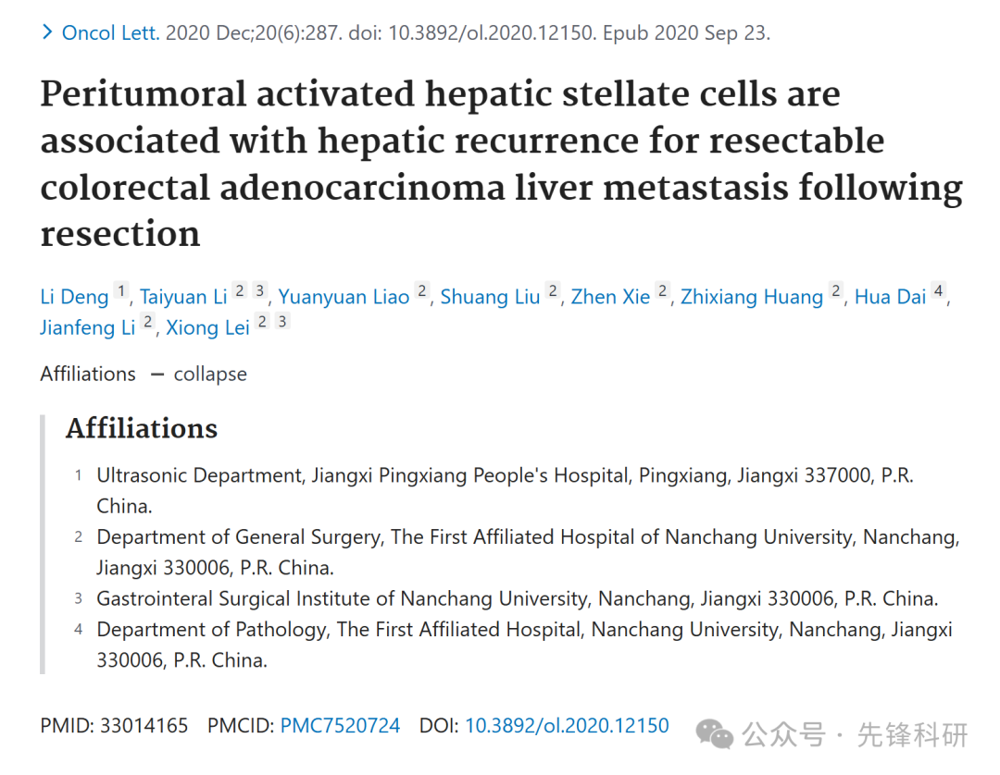 > Oncol Lett. 2020 Dec;20(6):287. doi: 10.3892/ol.2020.12150. Epub 2020 Sep 23.
Peritumoral activated hepatic stellate cells are
associated with hepatic recurrence for resectable
colorectal adenocarcinoma liver metastasis following
resection
Li Deng 1, Taiyuan Li 2 3, Yuanyuan Liao 2, Shuang Liu 2, Zhen Xie 2, Zhixiang Huang 2, Hua Dai 4,
Jianfeng Li 2, Xiong Lei 2 3
Affiliations — collapse
Affiliations
1 Ultrasonic Department, Jiangxi Pingxiang People's Hospital, Pingxiang, Jiangxi 337000, P.R.
China.
2 Department of General Surgery, The First Affiliated Hospital of Nanchang University, Nanchang,
Jiangxi 330006, P.R. China.
3 Gastrointeral Surgical Institute of Nanchang University, Nanchang, Jiangxi 330006, P.R. China.
4 Department of Pathology, The First Affiliated Hospital, Nanchang University, Nanchang, Jiangxi
330006, P.R. China.
PMID: 33014165 PMCID: PMC7520724 DOI: 10.3892/ol.2020.12150
公众号 · 先锋科研